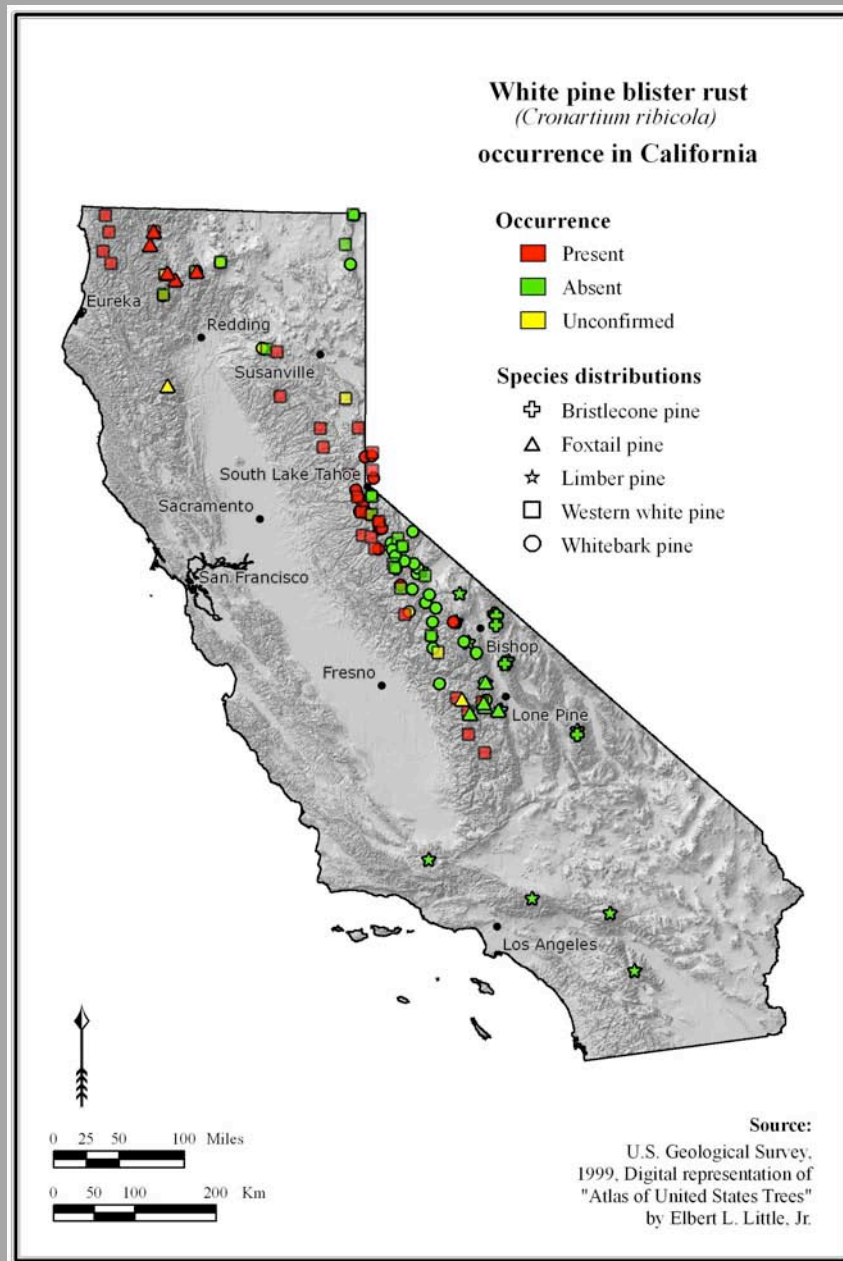 White pine blister rust
(Cronartium ribicola)
occurrence in California
Occurrence
Present
Absent
Unconfirmed
Species distributions
Bristlecone pine
Foxtail pine
Limber pine
Western white pine
Whitebark pine
Eureka
Redding
Susanville
South Lake Tahoe
Sacramento
San Francisco
Bishop
Fresno
Lone Pine
Los Angeles
0 25 50 100 Miles
0 50 100 200 Km
Source:
U.S. Geological Survey,
1999, Digital representation of
"Atlas of United States Trees"
by Elbert L. Little, Jr.